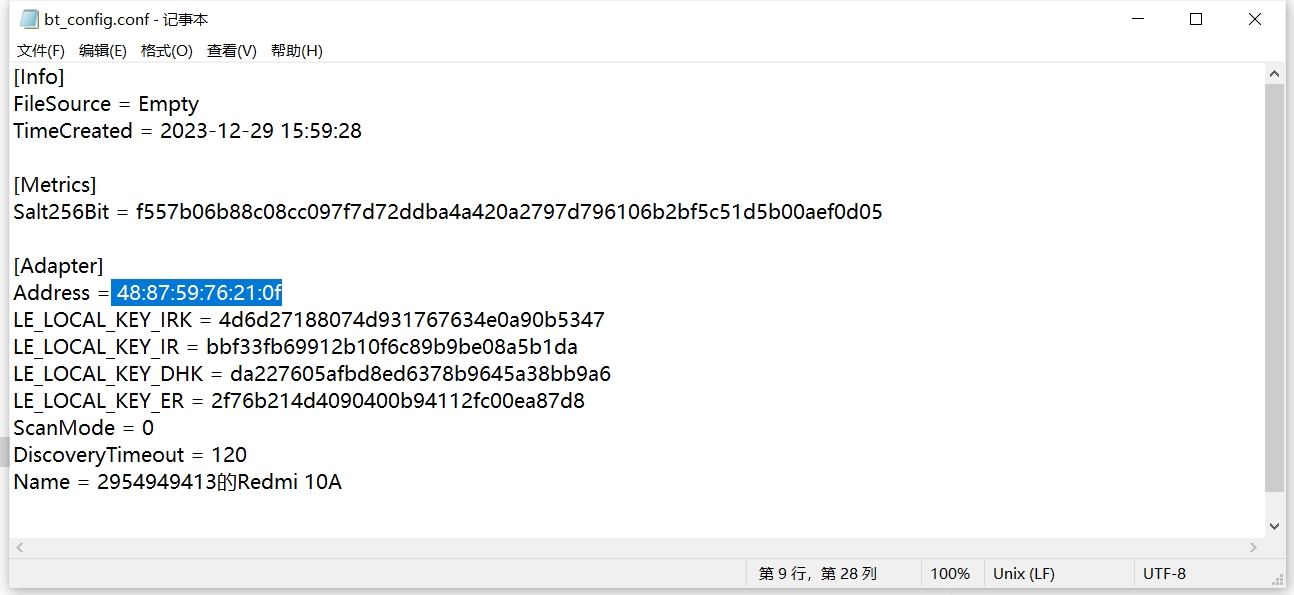 bt_config.conf - 记事本
文件(F) 编辑(E) 格式(O) 查看(V) 帮助(H)
[Info]
FileSource = Empty
TimeCreated = 2023-12-29 15:59:28
[Metrics]
Salt256Bit = f557b06b88c08cc097f7d72ddba4a420a2797d796106b2bf5c51d5b00aef0d05
[Adapter]
Address = 48:87:59:76:21:0f
LE_LOCAL_KEY_IRK = 4d6d27188074d931767634e0a90b5347
LE_LOCAL_KEY_IR = bbf33fb69912b10f6c89b9be08a5b1da
LE_LOCAL_KEY_DHK = da227605afbd8ed6378b9645a38bb9a6
LE_LOCAL_KEY_ER = 2f76b214d4090400b94112fc00ea87d8
ScanMode = 0
DiscoveryTimeout = 120
Name = 2954949413的Redmi 10A
第 9 行，第 28 列 100% Unix (LF) UTF-8